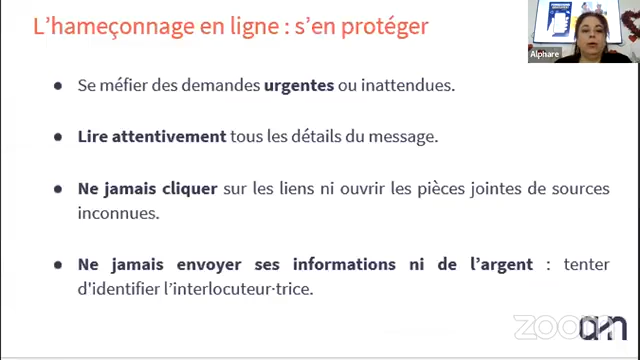 L'hameçonnage en ligne : s'en protéger
Alphare
● Se méfier des demandes urgentes ou inattendues.
● Lire attentivement tous les détails du message.
● Ne jamais cliquer sur les liens ni ouvrir les pièces jointes de sources
inconnues.
● Ne jamais envoyer ses informations ni de l'argent : tenter
d'identifier l'interlocuteur·trice.
zoom